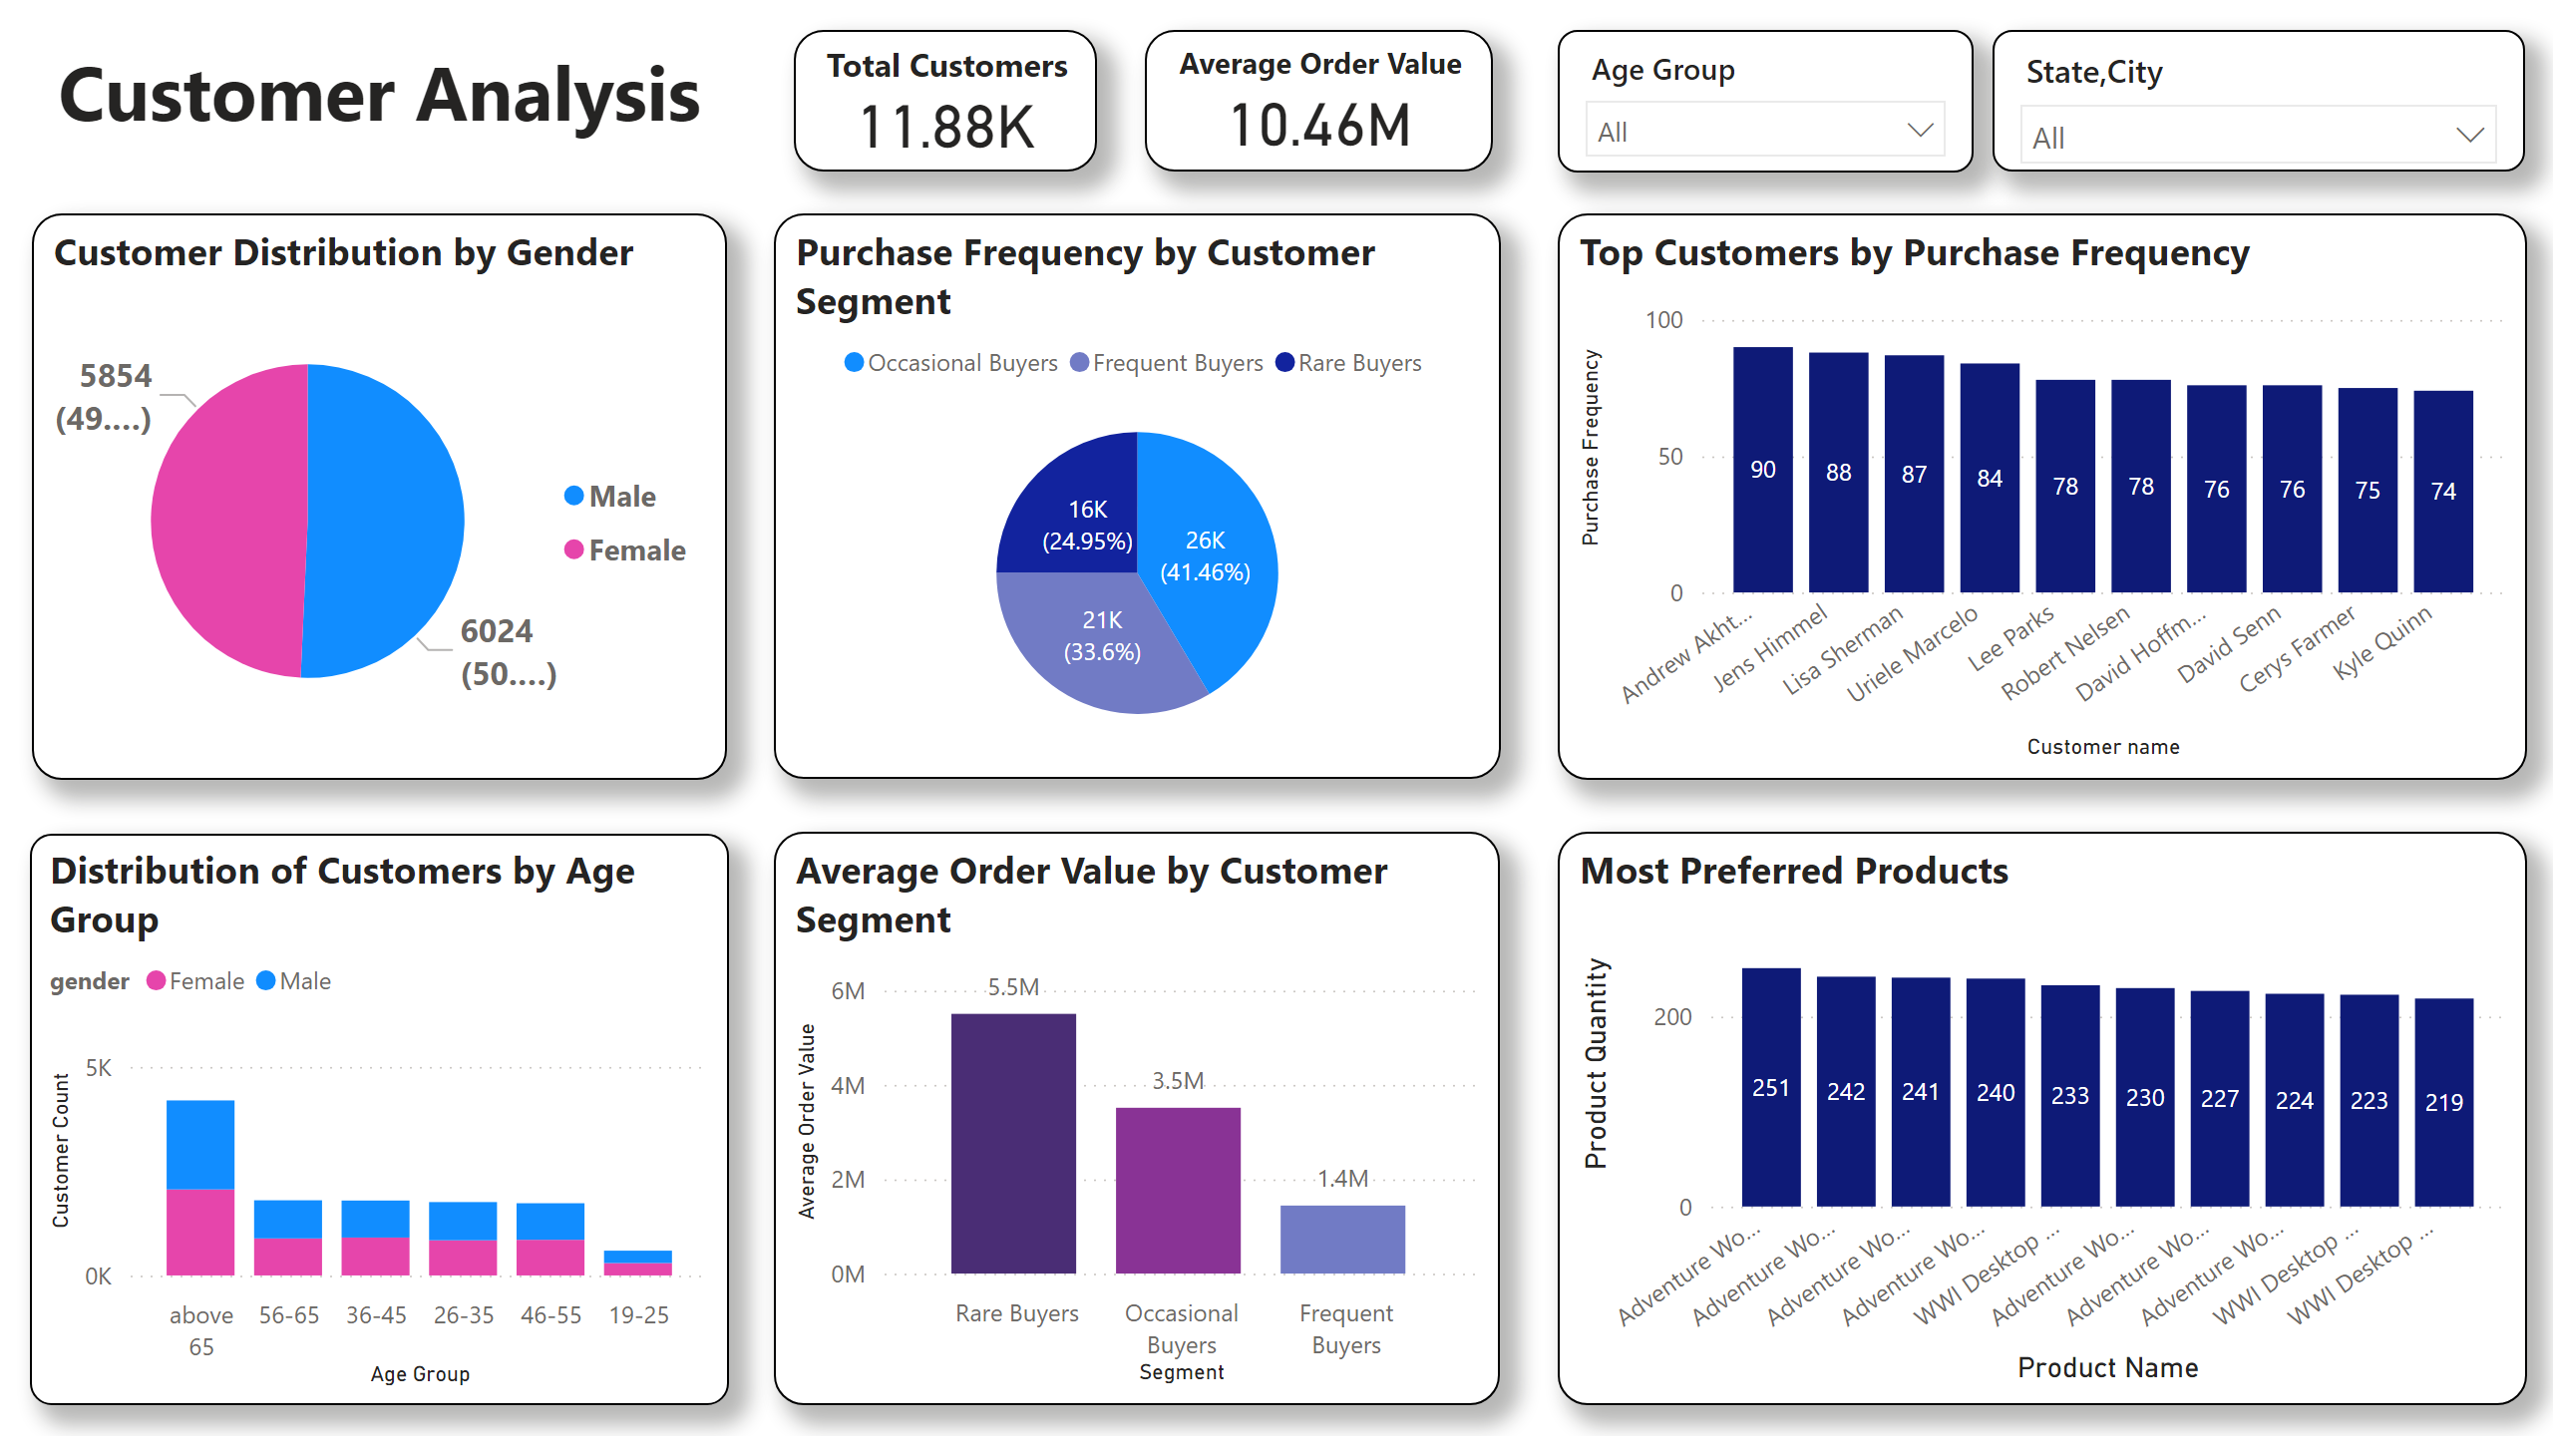 Customer Analysis
Total Customers
11.88K
Average Order Value
10.46M
Age Group
All
State,City
All
Customer Distribution by Gender
5854
(49....)
Male
Female
6024
(50....)
Purchase Frequency by Customer
Segment
Occasional Buyers Frequent Buyers Rare Buyers
16K
(24.95%)
26K
(41.46%)
21K
(33.6%)
Top Customers by Purchase Frequency
Purchase Frequency
100
50
0
90 88 87 84 78 78 76 76 75 74
Andrew Akht...
Jens Himmel
Lisa Sherman
Uriele Marcelo
Lee Parks
Robert Nelsen
David Hoffm...
David Senn
Cerys Farmer
Kyle Quinn
Customer name
Distribution of Customers by Age
Group
gender Female Male
Customer Count
5K
0K
above
65
56-65 36-45 26-35 46-55 19-25
Age Group
Average Order Value by Customer
Segment
Average Order Value
6M
4M
2M
0M
5.5M
3.5M
1.4M
Rare Buyers
Occasional
Buyers
Frequent
Buyers
Segment
Most Preferred Products
Product Quantity
200
0
251 242 241 240 233 230 227 224 223 219
Adventure Wo...
Adventure Wo...
Adventure Wo...
Adventure Wo...
WWI Desktop ...
Adventure Wo...
Adventure Wo...
Adventure Wo...
WWI Desktop ...
WWI Desktop ...
Product Name